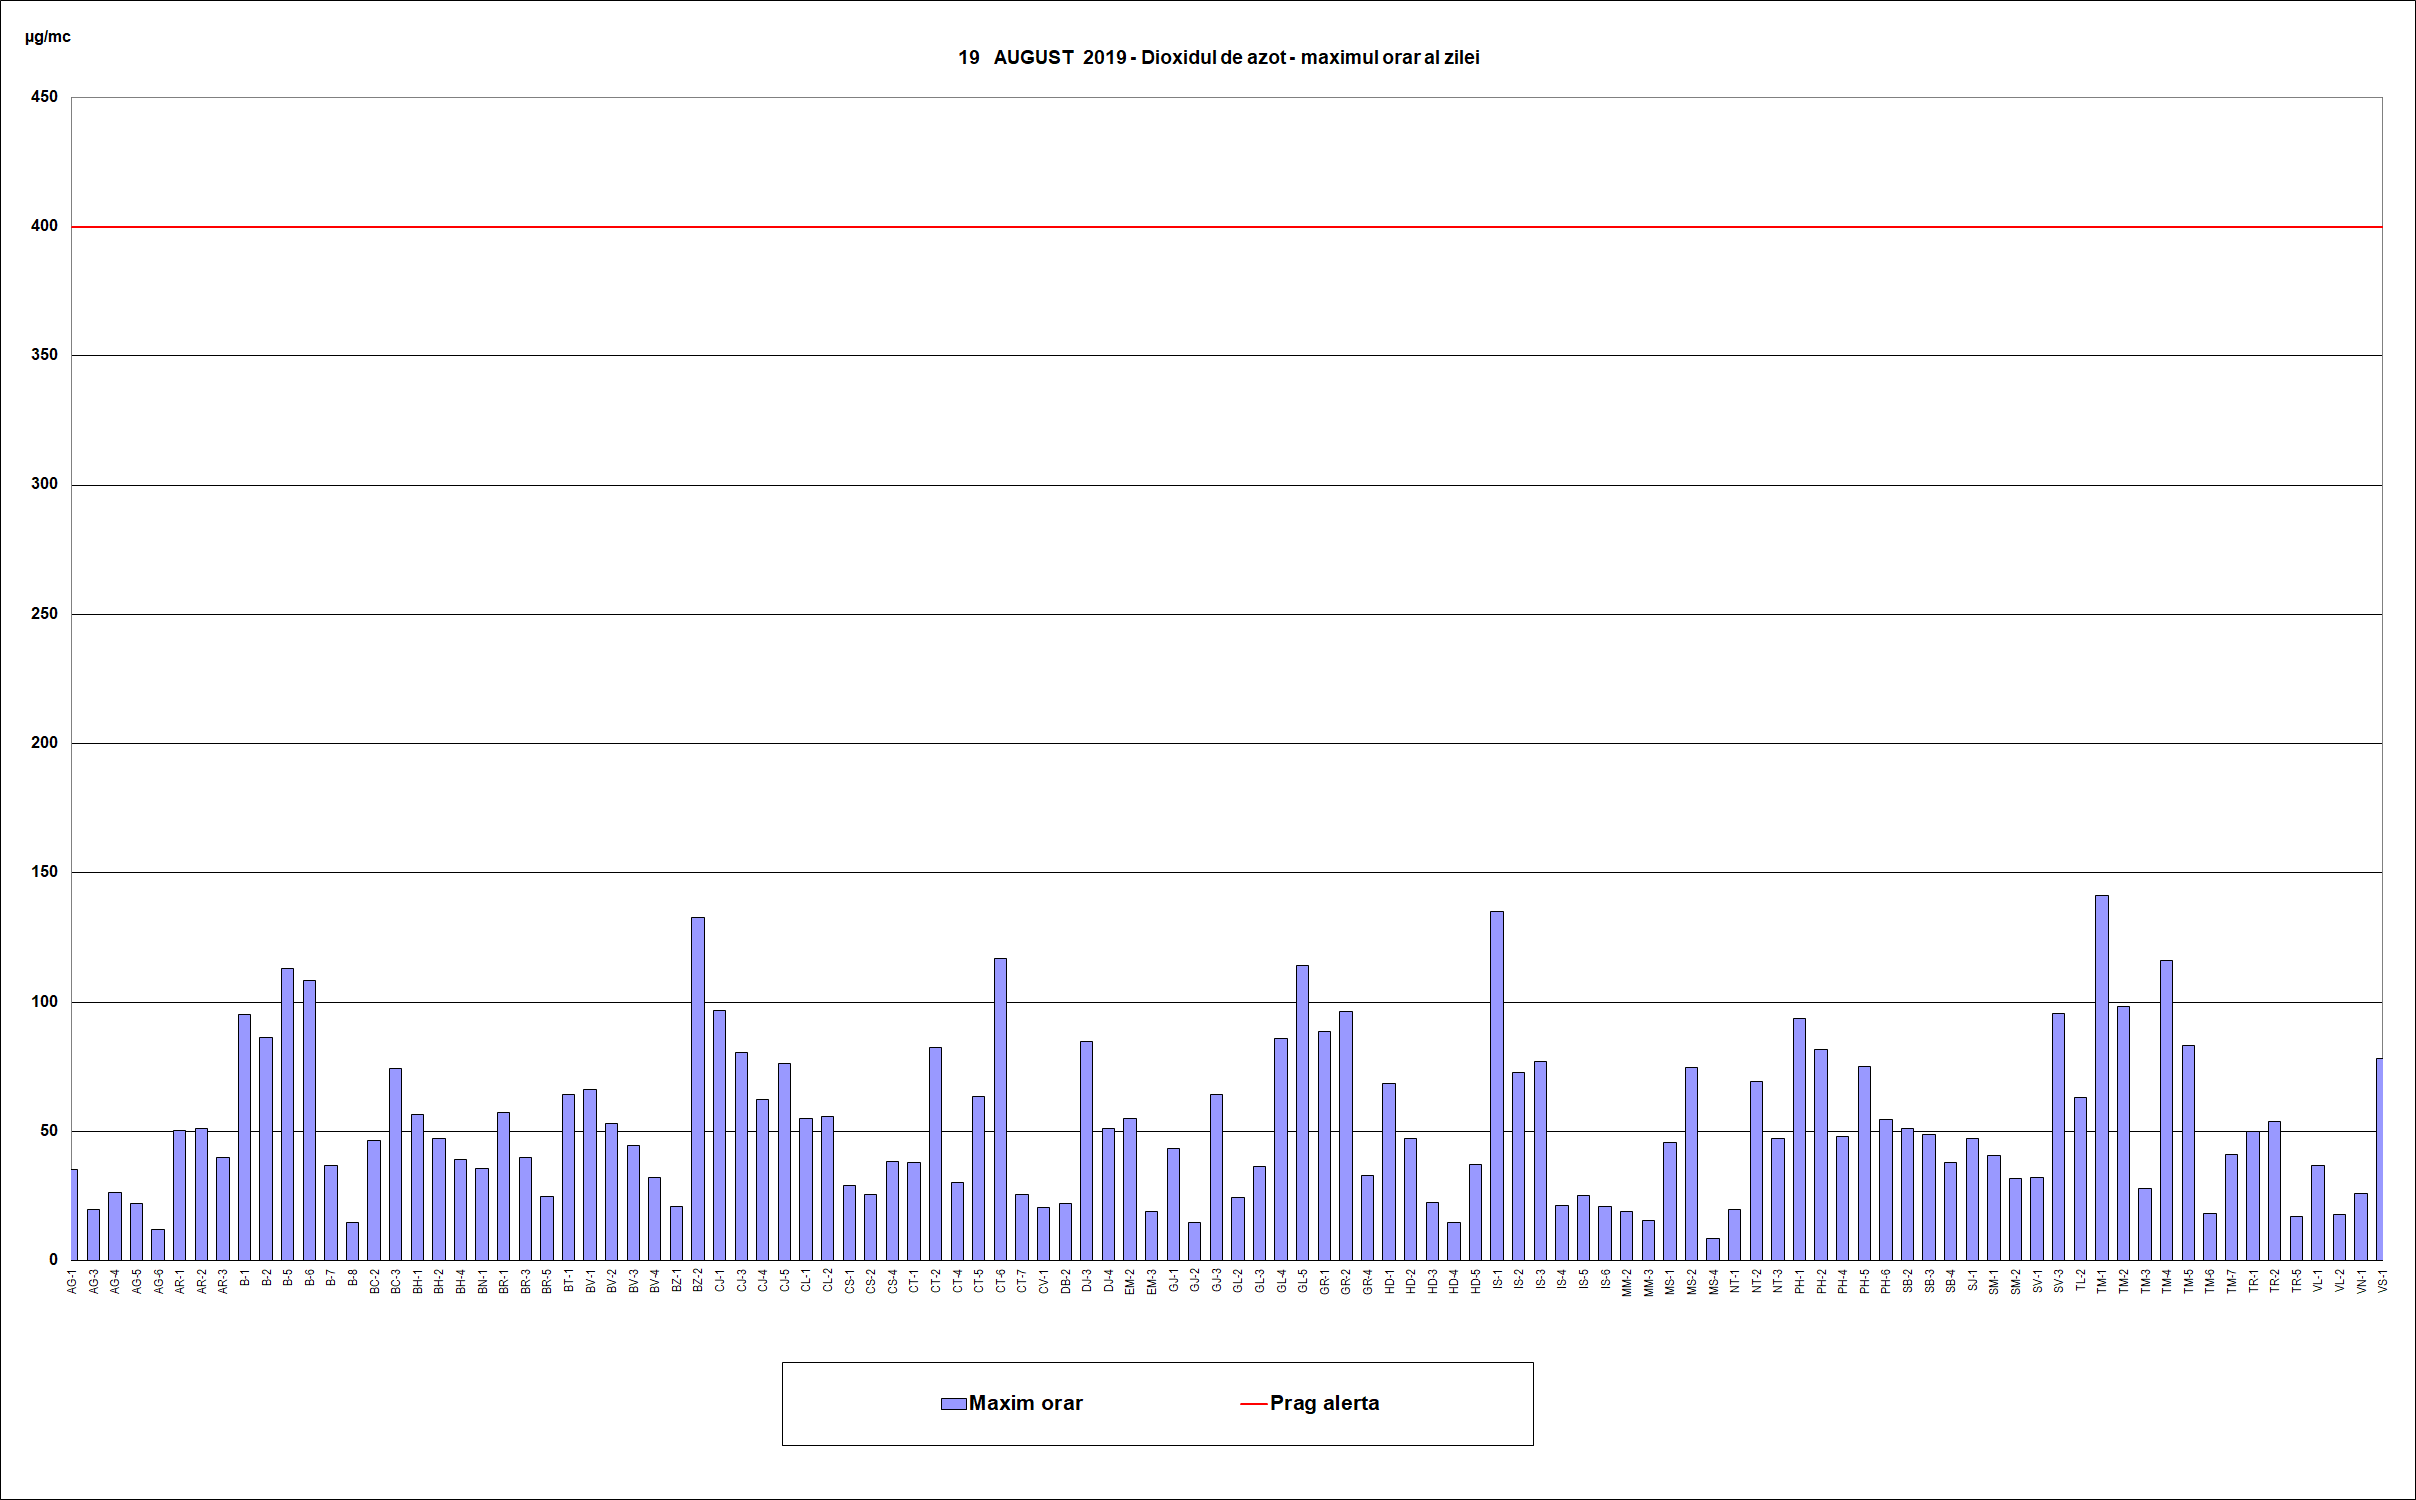 µg/mc
19 AUGUST 2019 - Dioxidul de azot - maximul orar al zilei
450
400
350
300
250
200
150
100
50
0
AG-1 AG-3 AG-4 AG-5 AG-6 AR-1 AR-2 AR-3 B-1 B-2 B-5 B-6 B-7 B-8 BC-2 BC-3 BH-1 BH-2 BH-4 BN-1 BR-1 BR-3 BR-5 BT-1 BV-1 BV-2 BV-3 BV-4 BZ-1 BZ-2 CJ-1 CJ-3 CJ-4 CJ-5 CL-1 CL-2 CS-1 CS-2 CS-4 CT-1 CT-2 CT-4 CT-5 CT-6 CT-7 CV-1 DB-2 DJ-3 DJ-4 EM-2 EM-3 GJ-1 GJ-2 GJ-3 GL-2 GL-3 GL-4 GL-5 GR-1 GR-2 GR-4 HD-1 HD-2 HD-3 HD-4 HD-5 IS-1 IS-2 IS-3 IS-4 IS-5 IS-6 MM-2 MM-3 MS-1 MS-2 MS-4 NT-1 NT-2 NT-3 PH-1 PH-2 PH-4 PH-5 PH-6 SB-2 SB-3 SB-4 SJ-1 SM-1 SM-2 SV-1 SV-3 TL-2 TM-1 TM-2 TM-3 TM-4 TM-5 TM-6 TM-7 TR-1 TR-2 TR-5 VL-1 VL-2 VN-1 VS-1
Maxim orar Prag alerta